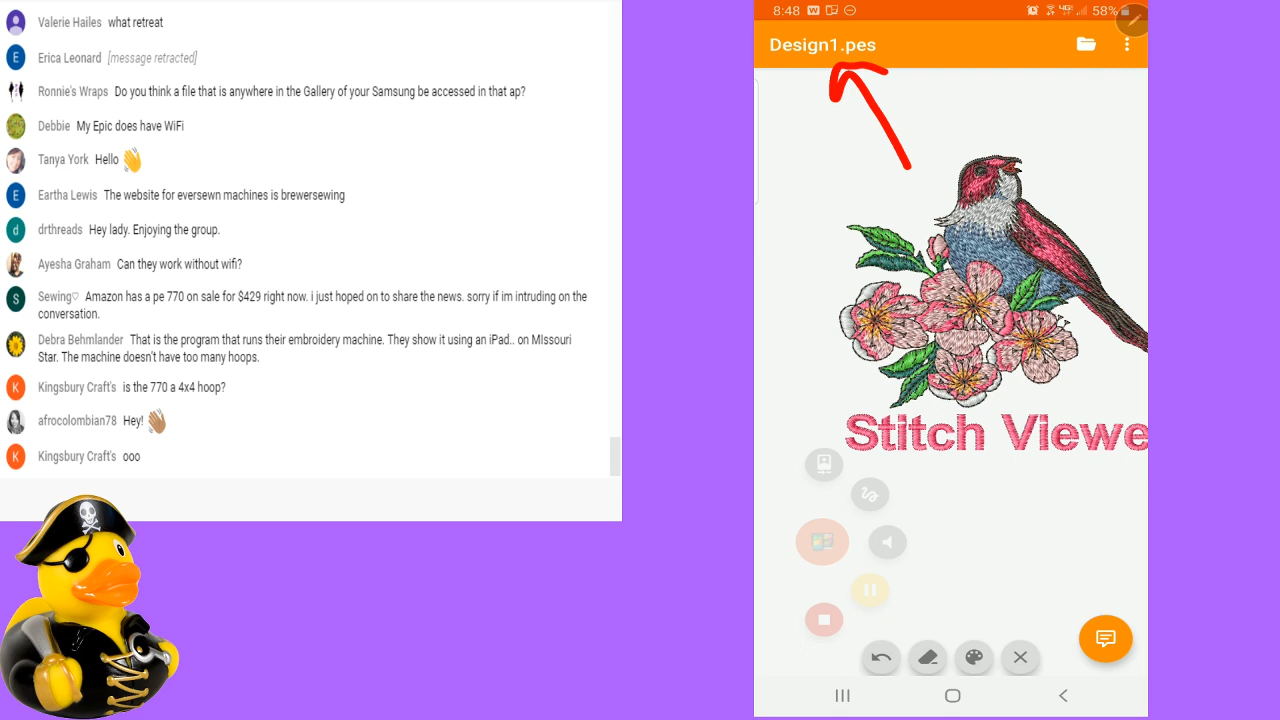 Valerie Hailes what retreat
Erica Leonard [message retracted]
Ronnie's Wraps Do you think a file that is anywhere in the Gallery of your Samsung be accessed in that ap?
Debbie My Epic does have WiFi
Tanya York Hello 👋
E Eartha Lewis The website for eversewn machines is brewersewing
d drthreads Hey lady. Enjoying the group.
Ayesha Graham Can they work without wifi?
S Sewing♡ Amazon has a pe 770 on sale for $429 right now. i just hoped on to share the news. sorry if im intruding on the
conversation.
Debra Behmlander That is the program that runs their embroidery machine. They show it using an iPad.. on MIssouri
Star. The machine doesn't have too many hoops.
K Kingsbury Craft's is the 770 a 4x4 hoop?
afrocolombian78 Hey! 👋🏽
K Kingsbury Craft's ooo
8:48 W 4G 58%
Design1.pes
Stitch Viewe